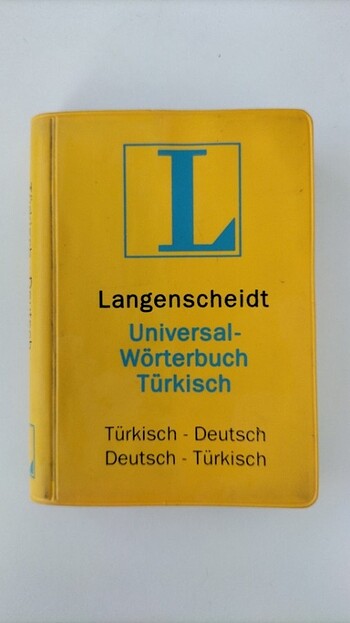 L
Langenscheidt
Universal-
Wörterbuch
Türkisch
Türkisch - Deutsch
Deutsch - Türkisch